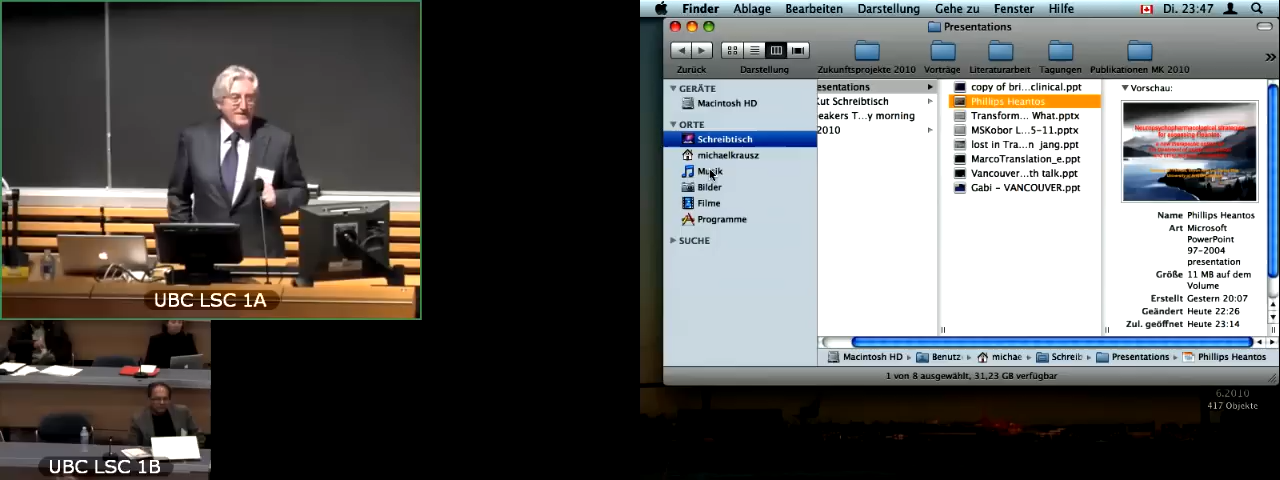 UBC LSC 1A
UBC LSC 1B
Finder Ablage Bearbeiten Darstellung Gehe zu Fenster Hilfe Di. 23:47
Presentations
Zurück Darstellung Zukunftsprojekte 2010 Vorträge Literaturarbeit Tagungen Publikationen MK 2010
GERÄTE
Macintosh HD
ORTE
Schreibtisch
michaelkrausz
Musik
Bilder
Filme
Programme
SUCHE
esentations
Kut Schreibtisch
eakers T...y morning
2010
copy of bri...clinical.ppt
Phillips Heantos
Transform... What.pptx
MSKobor L...5-11.pptx
lost in Tra...n jang.ppt
MarcoTranslation_e.ppt
Vancouver...th talk.ppt
Gabi - VANCOUVER.ppt
Vorschau:
Name Phillips Heantos
Art Microsoft
PowerPoint
97-2004
presentation
Größe 11 MB auf dem
Volume
Erstellt Gestern 20:07
Geändert Heute 22:26
Zul. geöffnet Heute 23:14
Macintosh HD Benutz michae Schreib Presentations Phillips Heantos
1 von 8 ausgewählt, 31,23 GB verfügbar
6.2010
417 Objekte